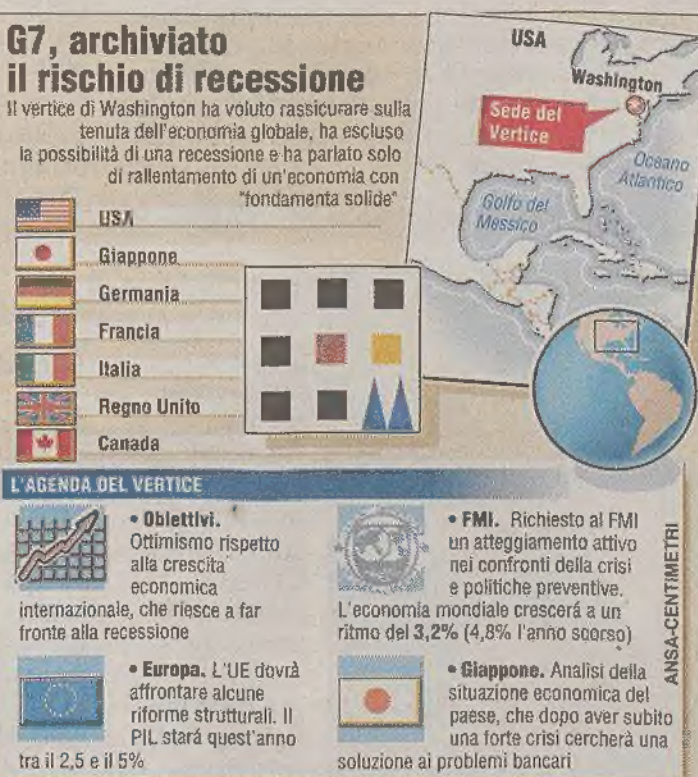 G7, archiviato
il rischio di recessione
Il vertice di Washington ha voluto rassicurare sulla
tenuta dell'economia globale, ha escluso
la possibilità di una recessione e ha parlato solo
di rallentamento di un'economia con
"fondamenta solide"
USA
Giappone
Germania
Francia
Italia
Regno Unito
Canada
USA
Washington
Sede del
Vertice
Oceano
Atlantico
Golfo del
Messico
L'AGENDA DEL VERTICE
• Obiettivi.
Ottimismo rispetto
alla crescita
economica
internazionale, che riesce a far
fronte alla recessione
• FMI. Richiesto al FMI
un atteggiamento attivo
nei confronti della crisi
e politiche preventive.
L'economia mondiale crescerá a un
ritmo del 3,2% (4,8% l'anno scorso)
• Europa. L'UE dovrà
affrontare alcune
riforme strutturali. Il
PIL stará quest'anno
tra il 2,5 e il 5%
• Giappone. Analisi della
situazione economica del
paese, che dopo aver subito
una forte crisi cercherà una
soluzione ai problemi bancari
ANSA-CENTIMETRI